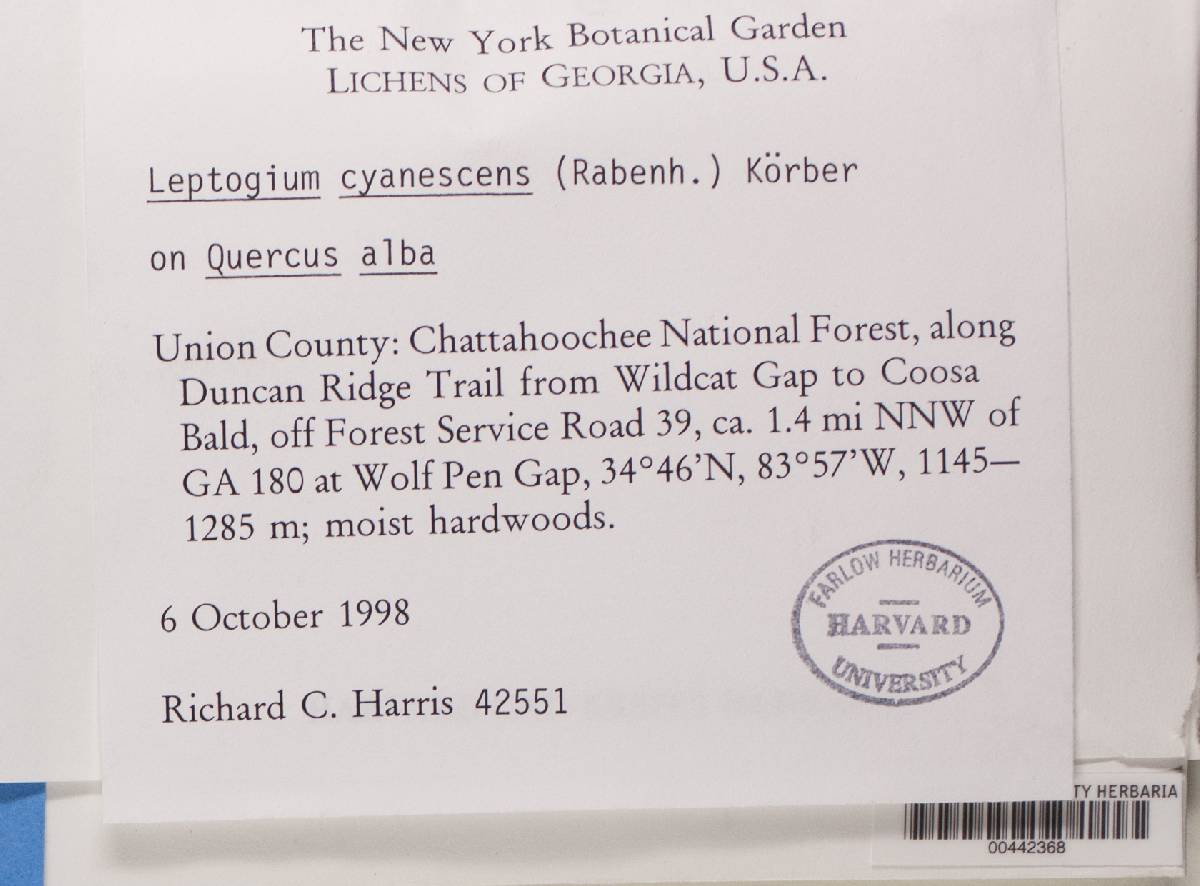 The New York Botanical Garden
LICHENS OF GEORGIA, U.S.A.
Leptogium cyanescens (Rabenh.) Körber
on Quercus alba
Union County: Chattahoochee National Forest, along
Duncan Ridge Trail from Wildcat Gap to Coosa
Bald, off Forest Service Road 39, ca. 1.4 mi NNW of
GA 180 at Wolf Pen Gap, 34°46'N, 83°57'W, 1145—
1285 m; moist hardwoods.
6 October 1998
Richard C. Harris 42551
FARLOW HERBARIUM
HARVARD
UNIVERSITY
TY HERBARIA
00442368